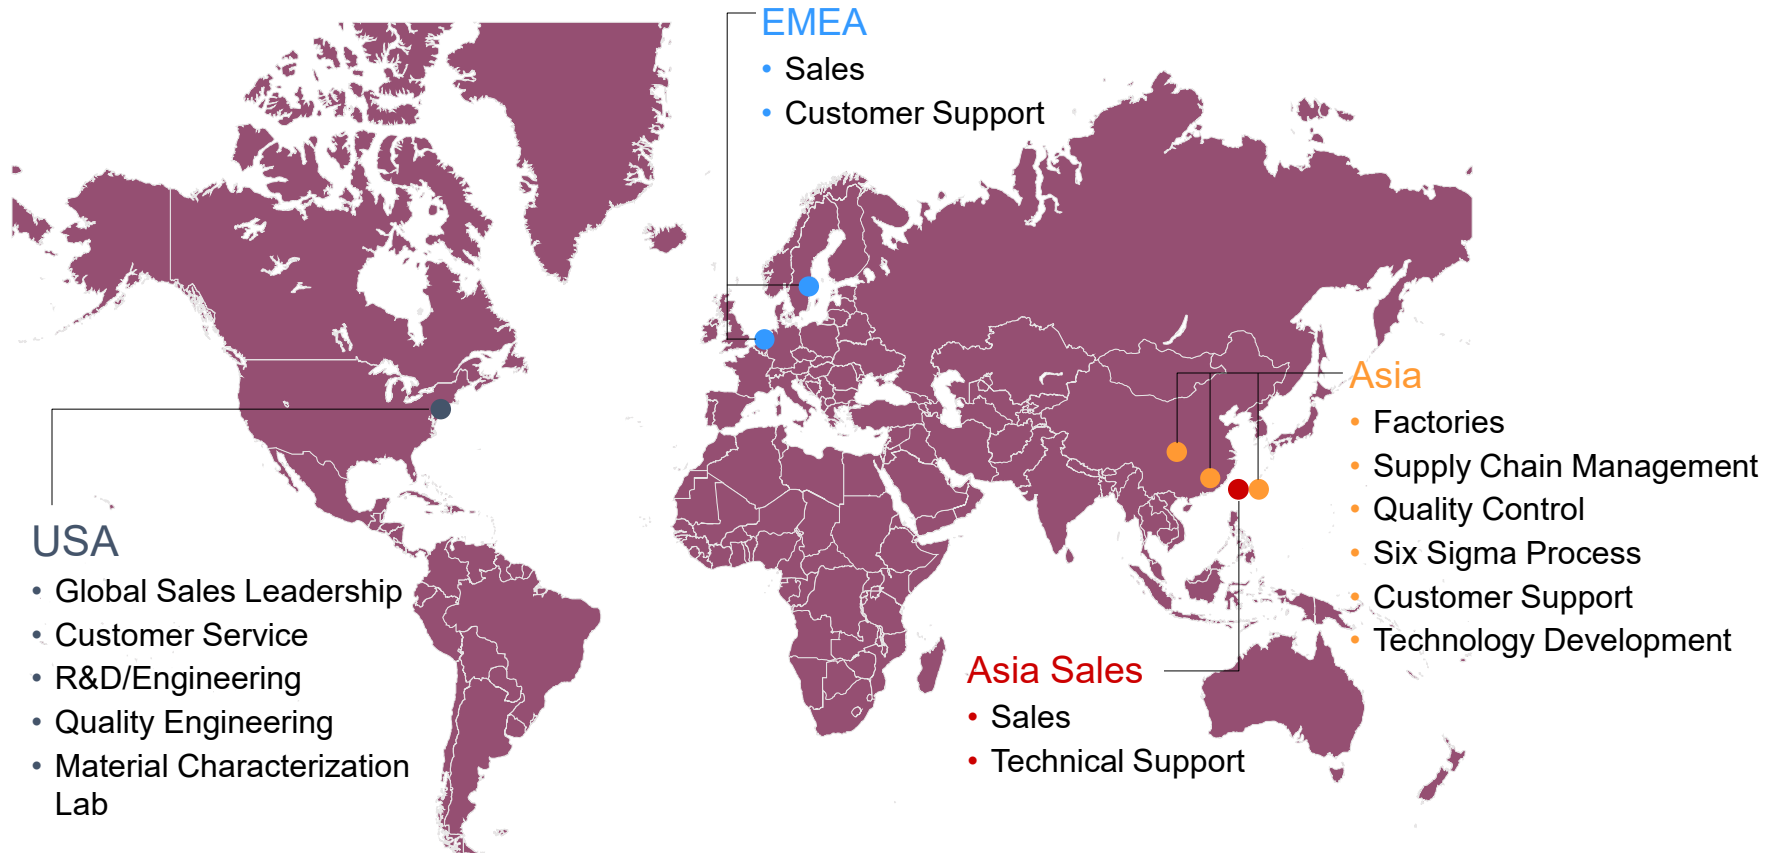 EMEA
• Sales
• Customer Support
Asia
• Factories
• Supply Chain Management
• Quality Control
• Six Sigma Process
• Customer Support
• Technology Development
USA
• Global Sales Leadership
• Customer Service
• R&D/Engineering
• Quality Engineering
• Material Characterization
Lab
Asia Sales
• Sales
• Technical Support